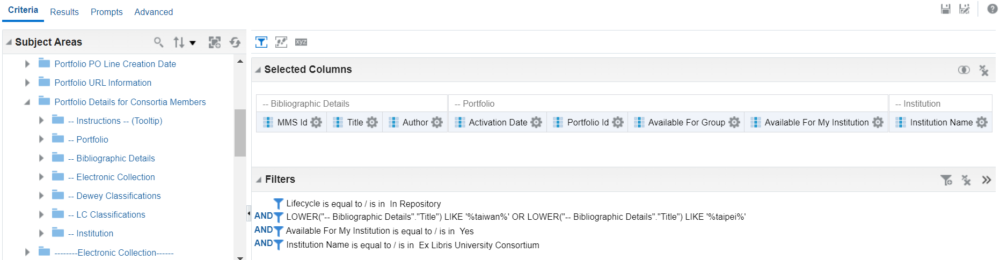 Criteria Results Prompts Advanced
Subject Areas
Portfolio PO Line Creation Date
Portfolio URL Information
Portfolio Details for Consortia Members
-- Instructions -- (Tooltip)
-- Portfolio
-- Bibliographic Details
-- Electronic Collection
-- Dewey Classifications
-- LC Classifications
-- Institution
--------Electronic Collection------
xyz
Selected Columns
-- Bibliographic Details -- Portfolio -- Institution
MMS Id Title Author Activation Date Portfolio Id Available For Group Available For My Institution Institution Name
Filters
Lifecycle is equal to / is in In Repository
AND LOWER("-- Bibliographic Details"."Title") LIKE '%taiwan%' OR LOWER("-- Bibliographic Details"."Title") LIKE '%taipei%'
AND Available For My Institution is equal to / is in Yes
AND Institution Name is equal to / is in Ex Libris University Consortium